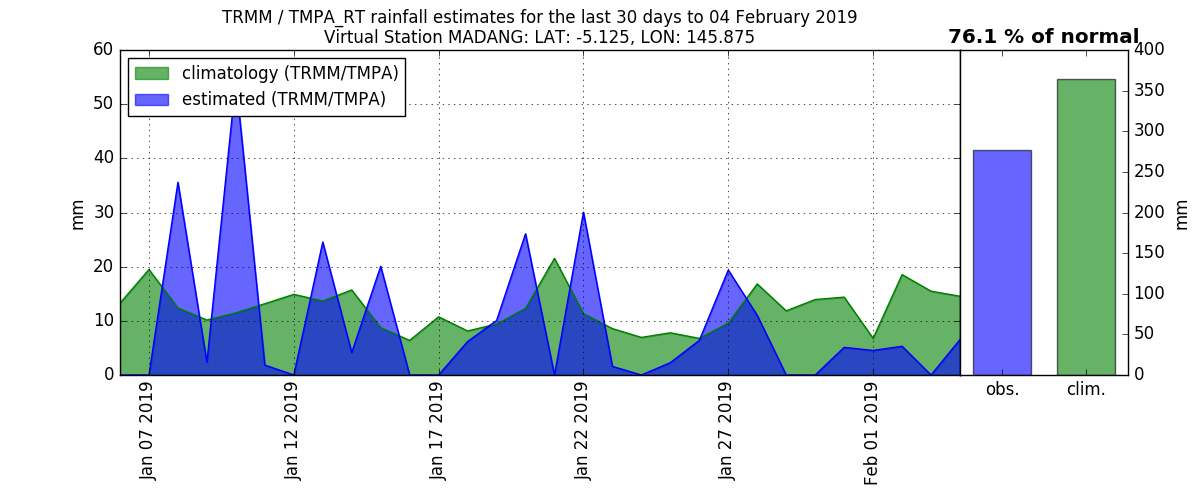 TRMM / TMPA_RT rainfall estimates for the last 30 days to 04 February 2019
Virtual Station MADANG: LAT: -5.125, LON: 145.875
76.1 % of normal
climatology (TRMM/TMPA)
estimated (TRMM/TMPA)
60
50
40
30
20
10
0
mm
400
350
300
250
200
150
100
50
0
mm
Jan 07 2019
Jan 12 2019
Jan 17 2019
Jan 22 2019
Jan 27 2019
Feb 01 2019
obs.
clim.